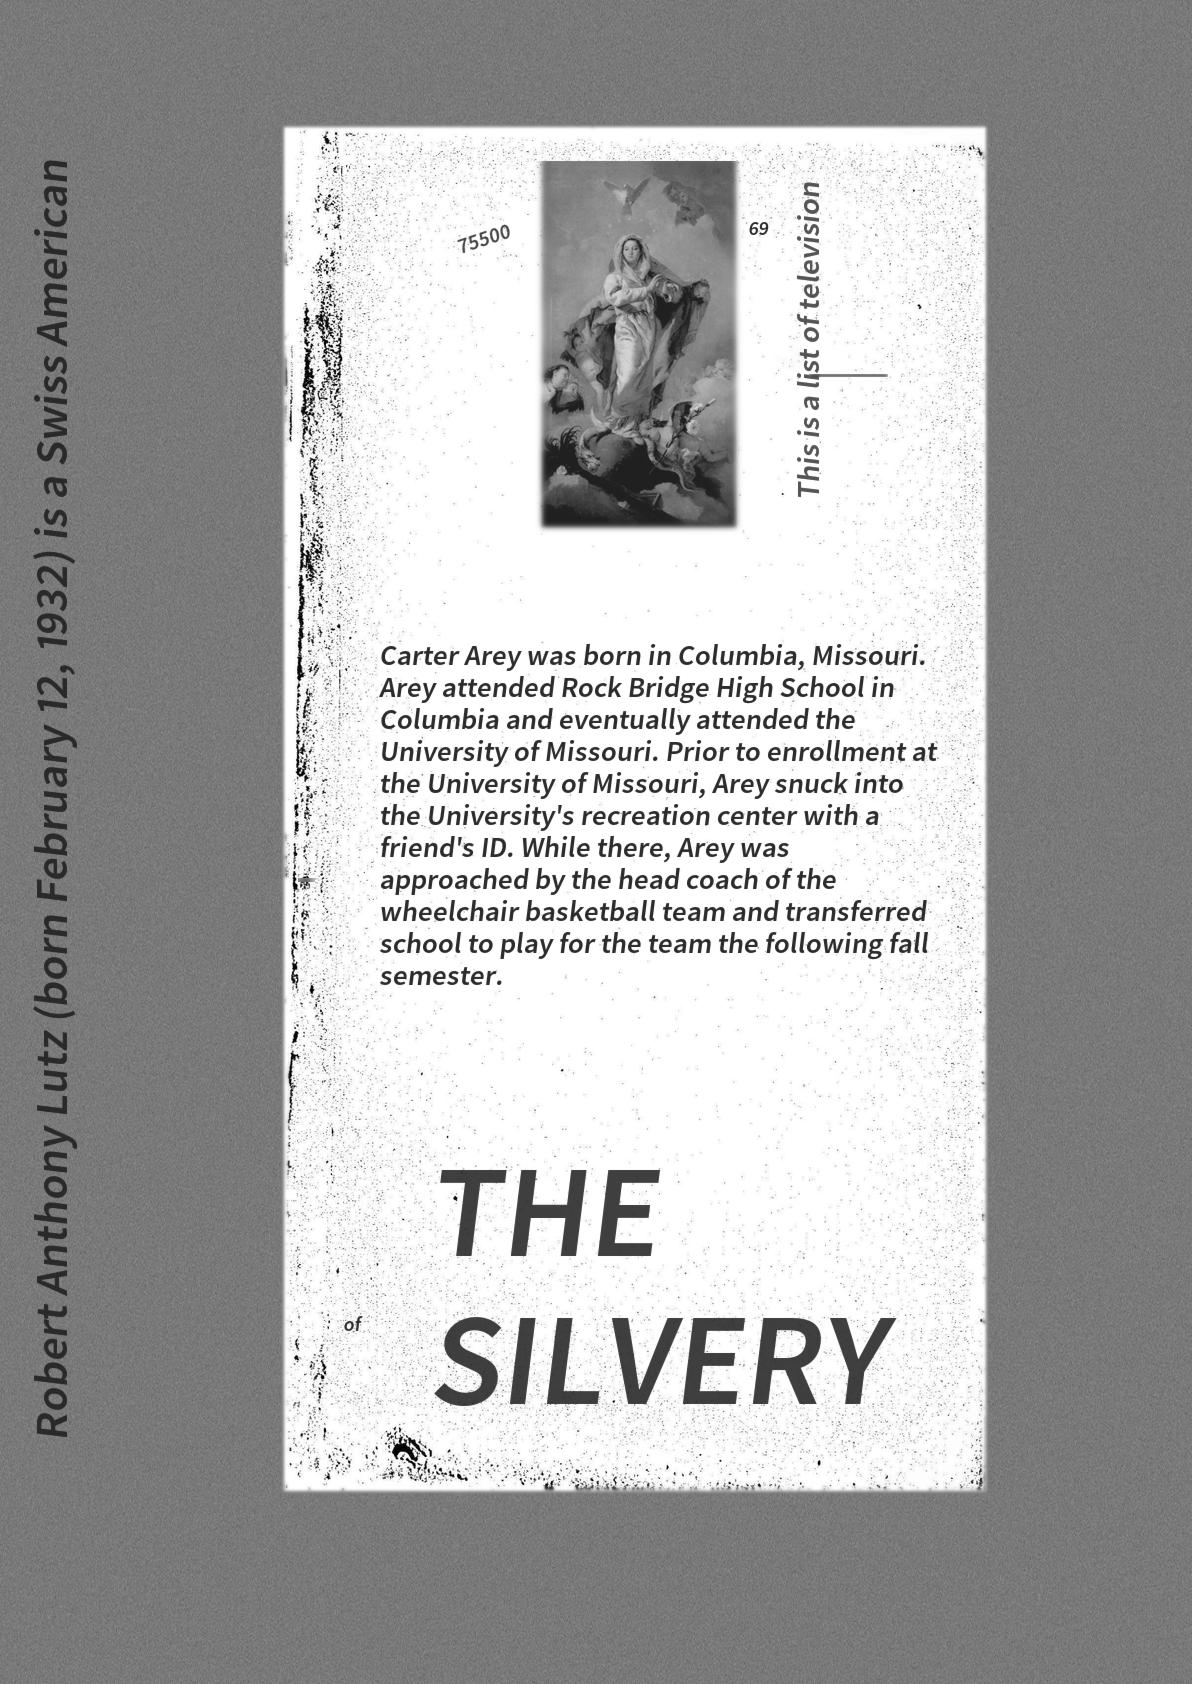 Robert Anthony Lutz (born February 12, 1932) is a Swiss American
75500
69
This is a list of television
Carter Arey was born in Columbia, Missouri.
Arey attended Rock Bridge High School in
Columbia and eventually attended the
University of Missouri. Prior to enrollment at
the University of Missouri, Arey snuck into
the University's recreation center with a
friend's ID. While there, Arey was
approached by the head coach of the
wheelchair basketball team and transferred
school to play for the team the following fall
semester.
THE
of
SILVERY